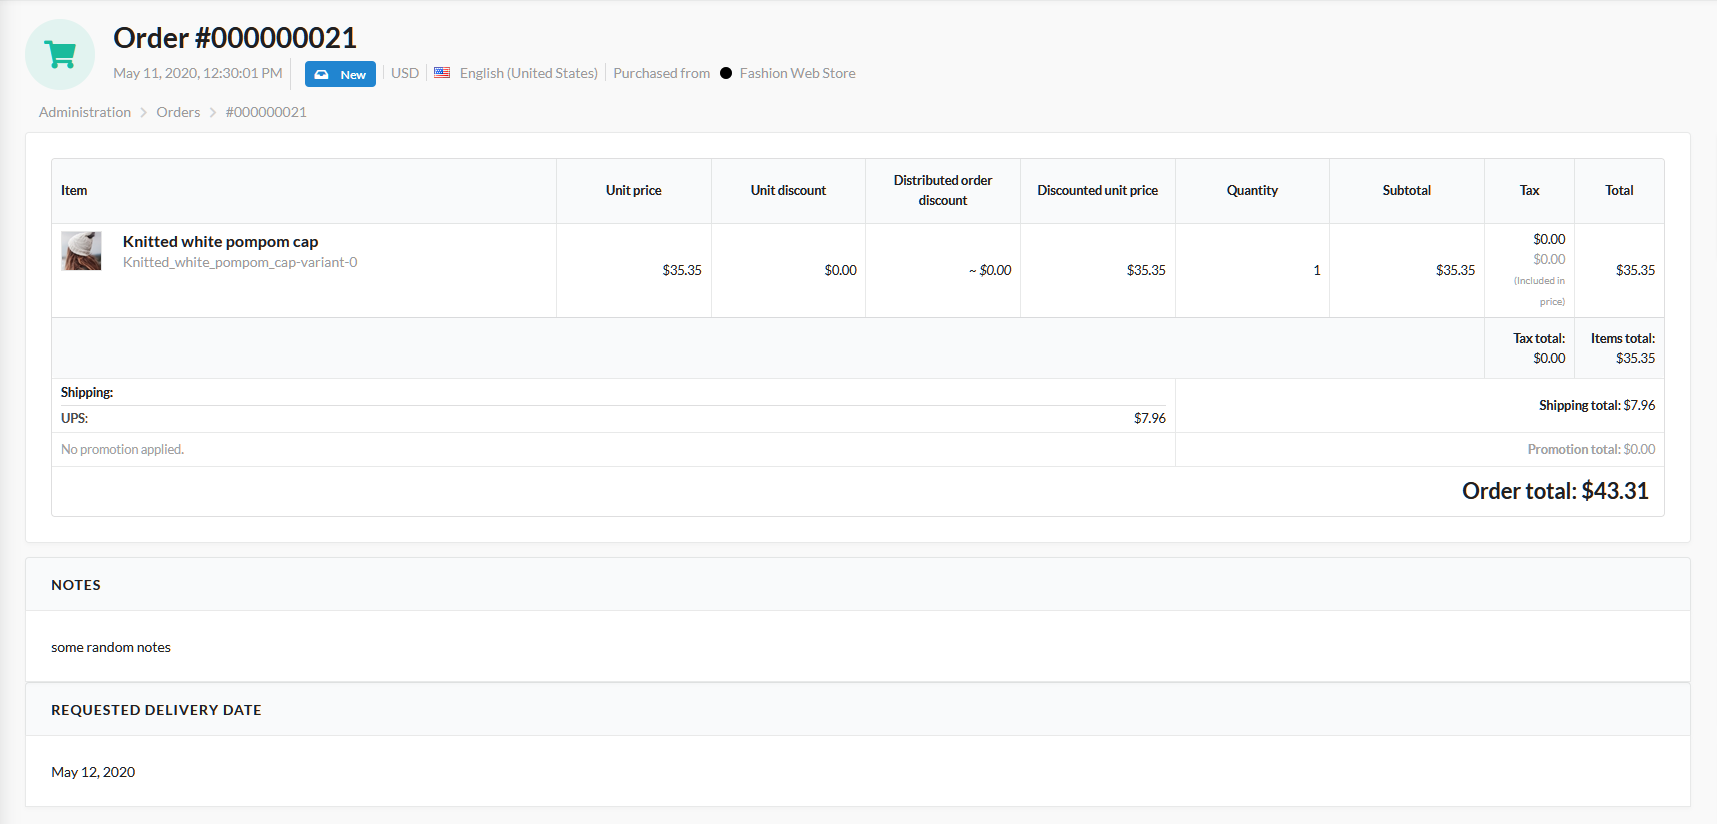 Order #000000021
May 11, 2020, 12:30:01 PM New USD English (United States) Purchased from Fashion Web Store
Administration > Orders > #000000021
Item Unit price Unit discount Distributed order discount Discounted unit price Quantity Subtotal Tax Total
Knitted white pompom cap
Knitted_white_pompom_cap-variant-0
$35.35 $0.00 ~ $0.00 $35.35 1 $35.35
$0.00
$0.00
(Included in
price)
$35.35
Tax total:
$0.00
Items total:
$35.35
Shipping:
UPS: $7.96
Shipping total: $7.96
No promotion applied. Promotion total: $0.00
Order total: $43.31
NOTES
some random notes
REQUESTED DELIVERY DATE
May 12, 2020